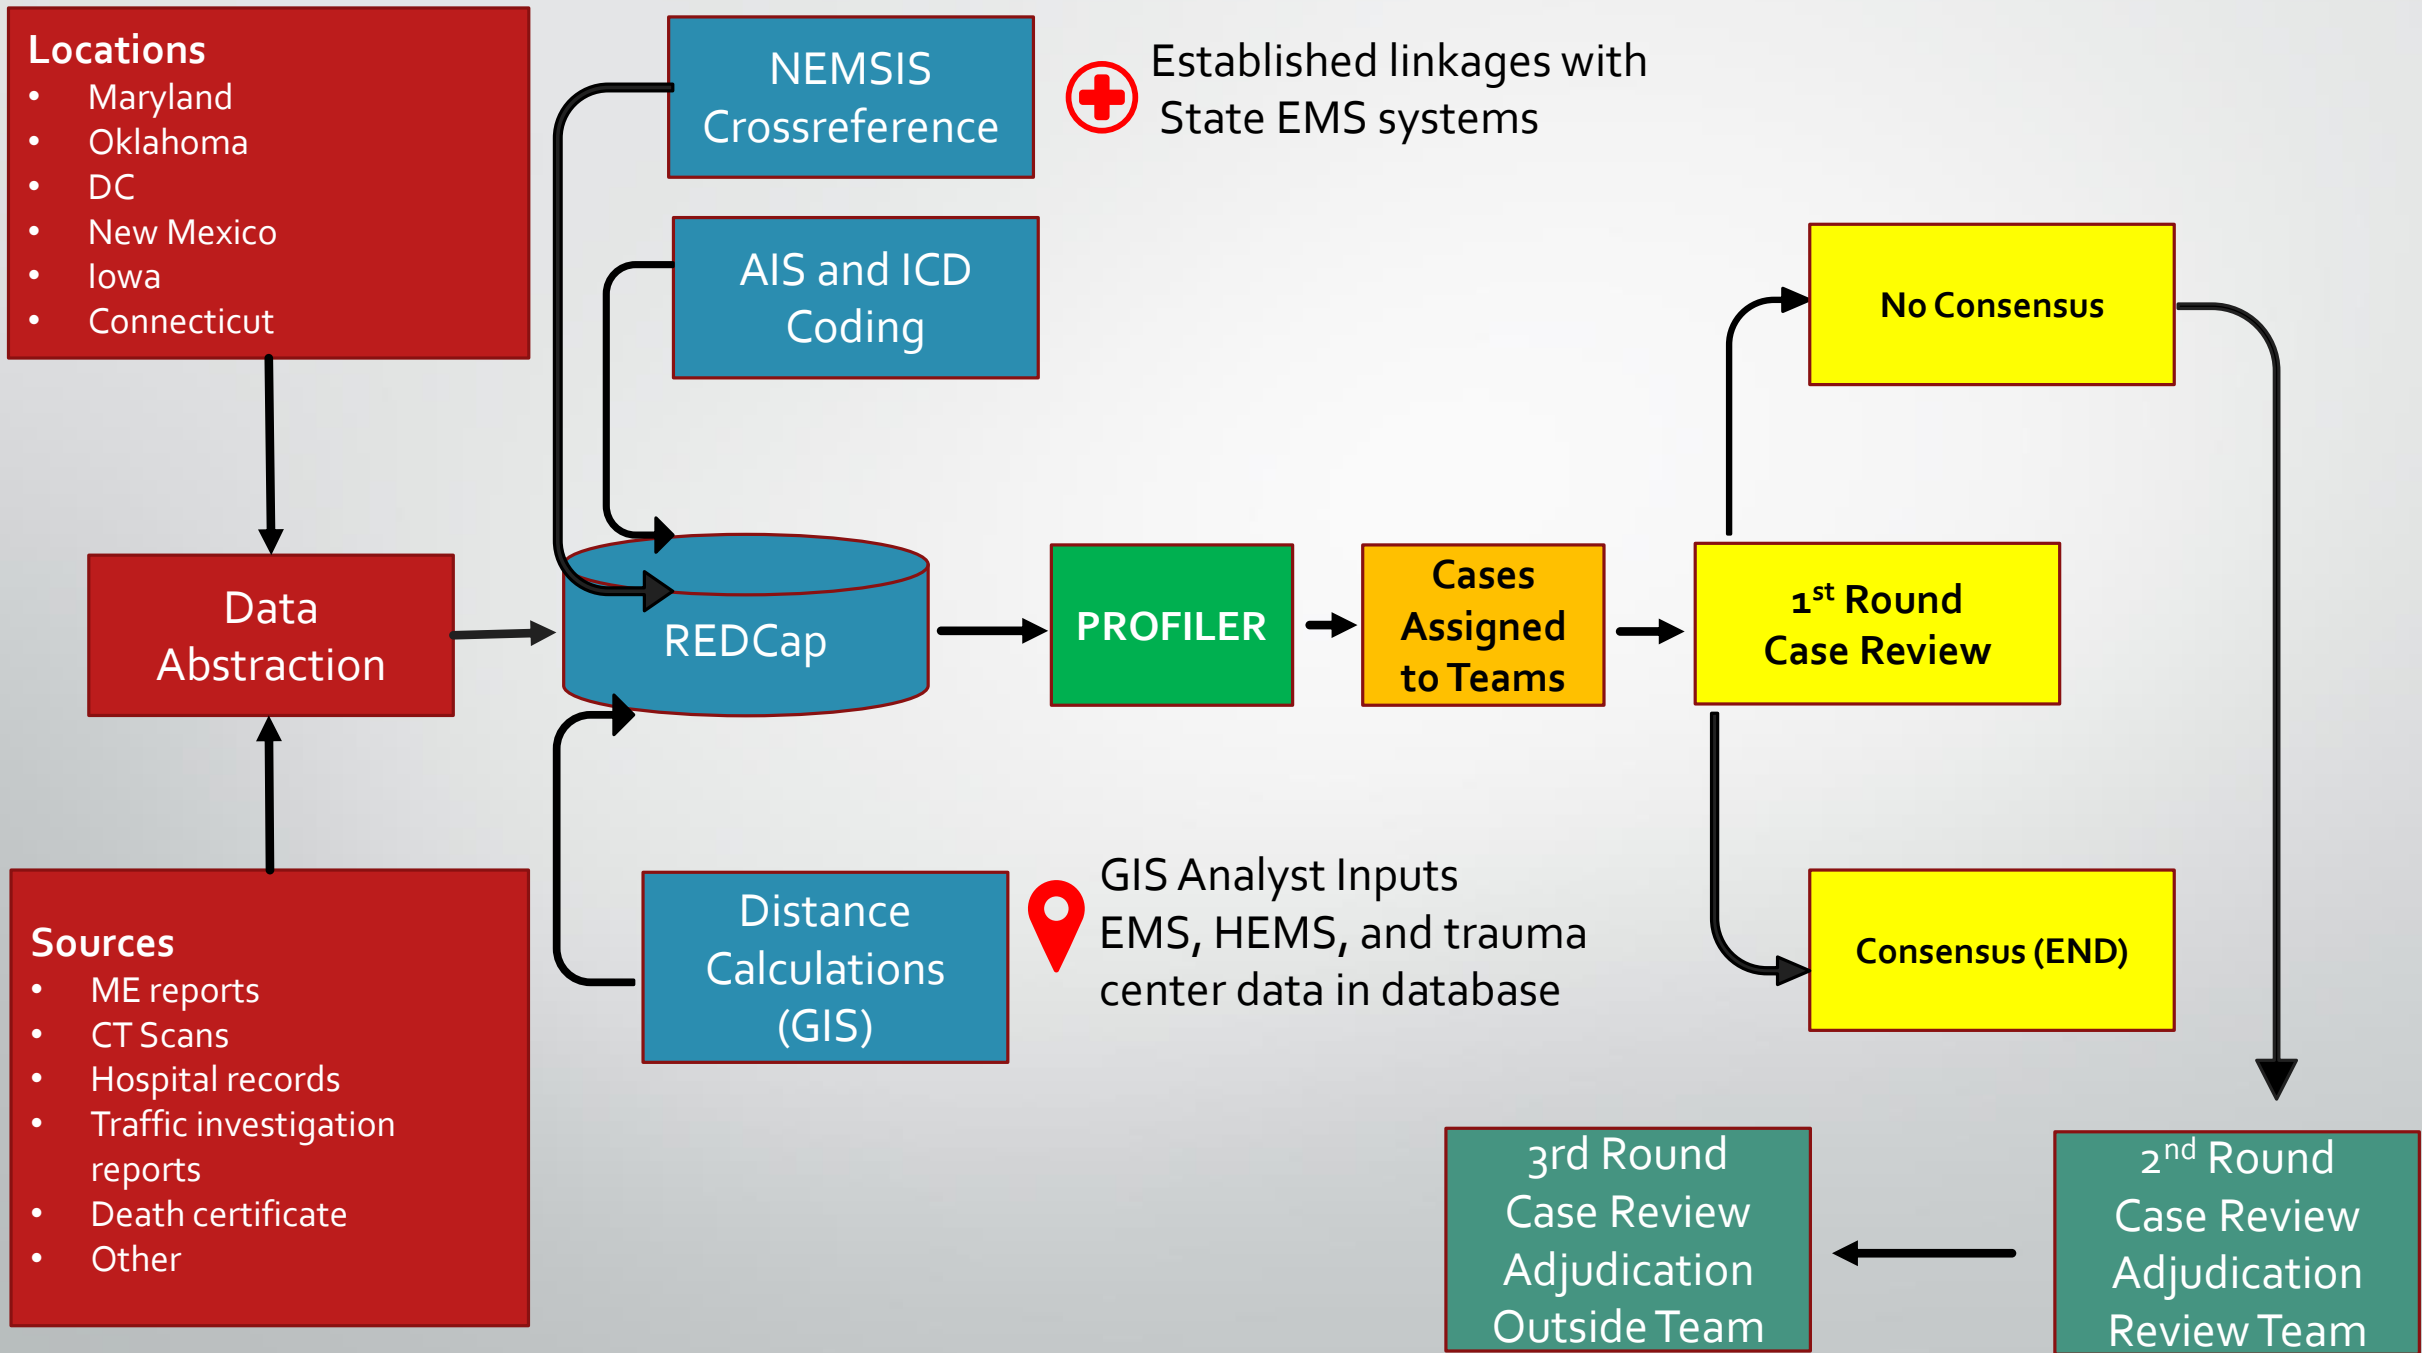 Locations
• Maryland
• Oklahoma
• DC
• New Mexico
• Iowa
• Connecticut
NEMSIS
Crossreference
Established linkages with
State EMS systems
AIS and ICD
Coding
Data
Abstraction
REDCap
PROFILER
Cases
Assigned
to Teams
1st Round
Case Review
No Consensus
Consensus (END)
Sources
• ME reports
• CT Scans
• Hospital records
• Traffic investigation
reports
• Death certificate
• Other
Distance
Calculations
(GIS)
GIS Analyst Inputs
EMS, HEMS, and trauma
center data in database
2nd Round
Case Review
Adjudication
Review Team
3rd Round
Case Review
Adjudication
Outside Team